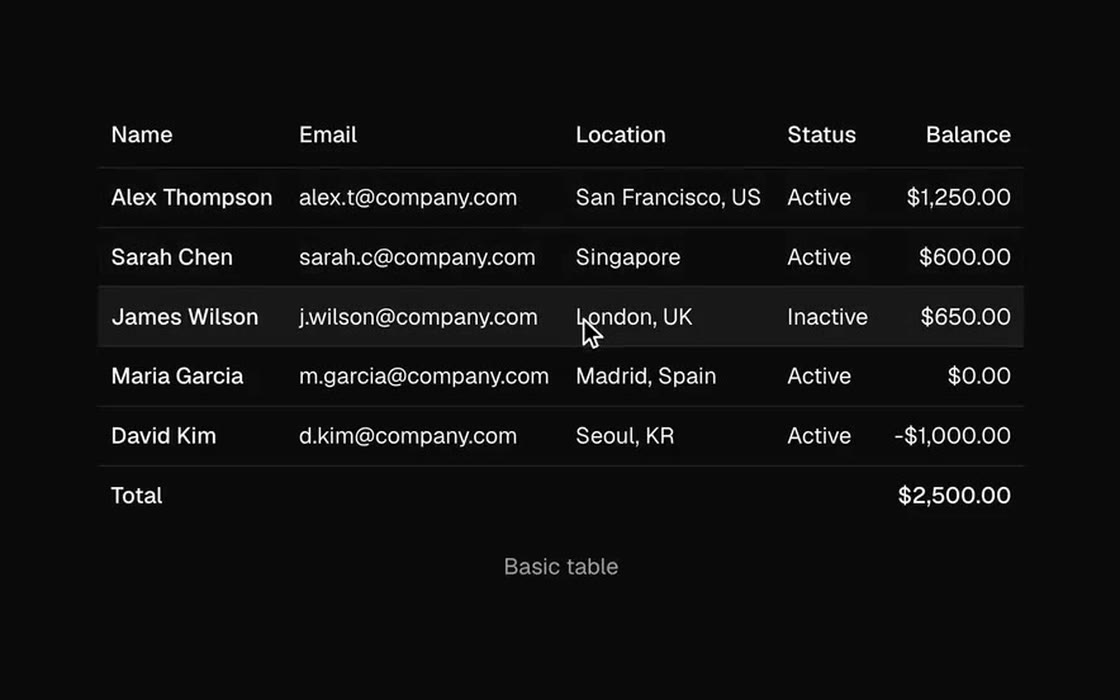 Name Email Location Status Balance
Alex Thompson alex.t@company.com San Francisco, US Active $1,250.00
Sarah Chen sarah.c@company.com Singapore Active $600.00
James Wilson j.wilson@company.com London, UK Inactive $650.00
Maria Garcia m.garcia@company.com Madrid, Spain Active $0.00
David Kim d.kim@company.com Seoul, KR Active -$1,000.00
Total $2,500.00
Basic table